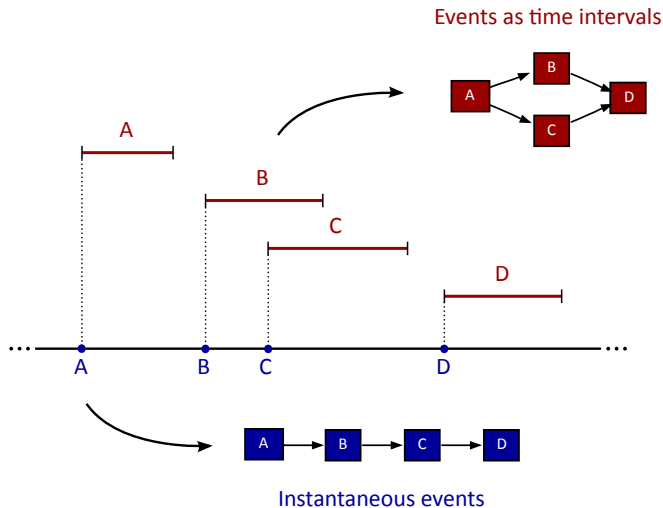 Events as time intervals
B
A
D
C
A
B
C
D
... ...
A B C D
A B C D
Instantaneous events